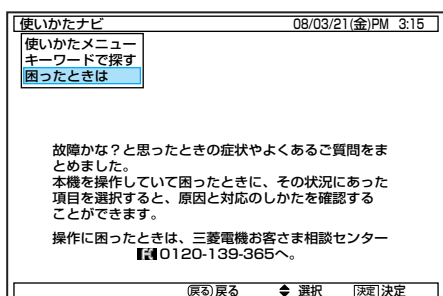 使いかたナビ 08/03/21(金)PM 3:15
使いかたメニュー
キーワードで探す
困ったときは
故障かな？と思ったときの症状やよくあるご質問をま
とめました。
本機を操作していて困ったときに、その状況にあった
項目を選択すると、原因と対応のしかたを確認する
ことができます。
操作に困ったときは、三菱電機お客さま相談センター
0120-139-365へ。
戻る 戻る 選択 決定 決定